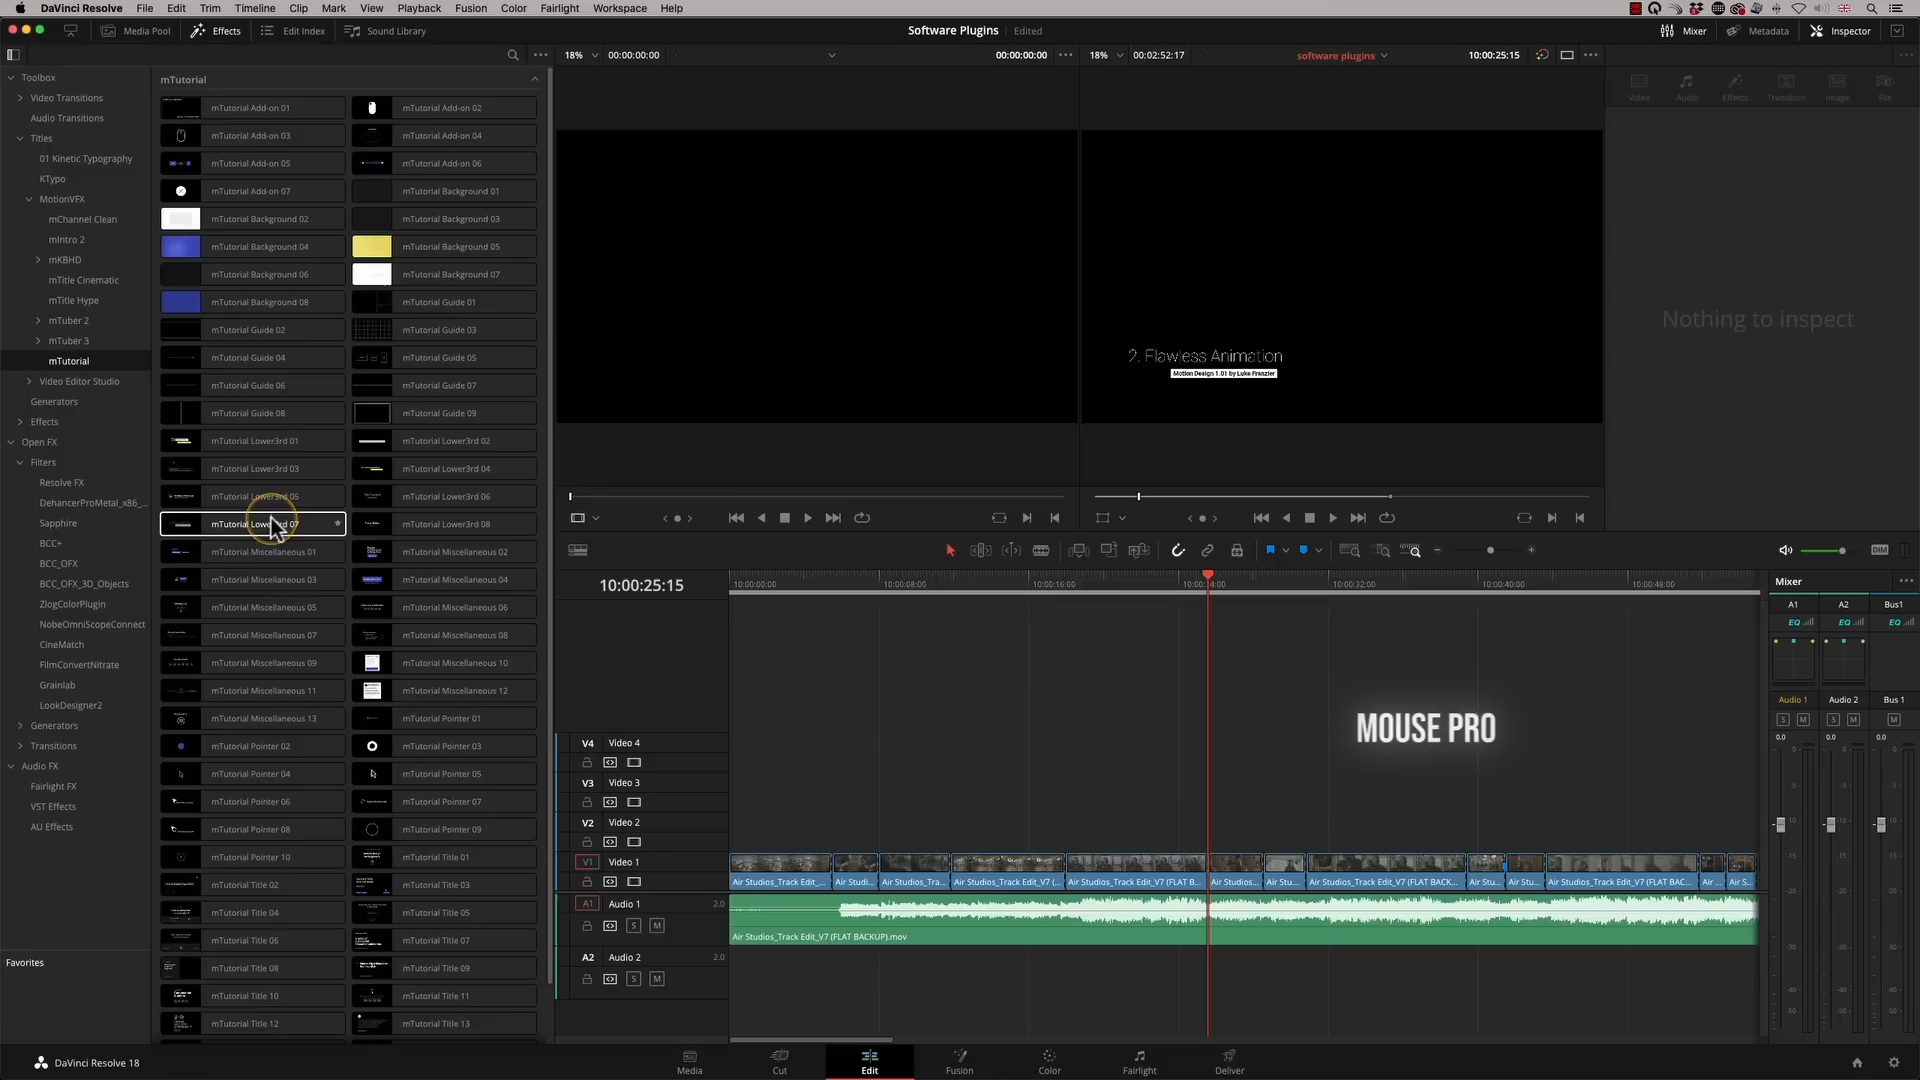 DaVinci Resolve File Edit Trim Timeline Clip Mark View Playback Fusion Color Fairlight Workspace Help
Media Pool Effects Edit Index Sound Library Software Plugins Edited Mixer Metadata Inspector
18% 00:00:00:00 00:00:00:00 18% 00:02:52:17 software plugins 10:00:25:15
Toolbox
Video Transitions
Audio Transitions
Titles
01 Kinetic Typography
KTypo
MotionVFX
mChannel Clean
mIntro 2
mKBHD
mTitle Cinematic
mTitle Hype
mTuber 2
mTuber 3
mTutorial
Video Editor Studio
Generators
Effects
Open FX
Filters
Resolve FX
DehancerProMetal_x86_...
Sapphire
BCC+
BCC_OFX
BCC_OFX_3D_Objects
ZlogColorPlugin
NobeOmniScopeConnect
CineMatch
FilmConvertNitrate
Grainlab
LookDesigner2
Generators
Transitions
Audio FX
Fairlight FX
VST Effects
AU Effects
Favorites
mTutorial
mTutorial Add-on 01 mTutorial Add-on 02
mTutorial Add-on 03 mTutorial Add-on 04
mTutorial Add-on 05 mTutorial Add-on 06
mTutorial Add-on 07 mTutorial Background 01
mTutorial Background 02 mTutorial Background 03
mTutorial Background 04 mTutorial Background 05
mTutorial Background 06 mTutorial Background 07
mTutorial Background 08 mTutorial Guide 01
mTutorial Guide 02 mTutorial Guide 03
mTutorial Guide 04 mTutorial Guide 05
mTutorial Guide 06 mTutorial Guide 07
mTutorial Guide 08 mTutorial Guide 09
mTutorial Lower3rd 01 mTutorial Lower3rd 02
mTutorial Lower3rd 03 mTutorial Lower3rd 04
mTutorial Lower3rd 05 mTutorial Lower3rd 06
mTutorial Lower3rd 07 mTutorial Lower3rd 08
mTutorial Miscellaneous 01 mTutorial Miscellaneous 02
mTutorial Miscellaneous 03 mTutorial Miscellaneous 04
mTutorial Miscellaneous 05 mTutorial Miscellaneous 06
mTutorial Miscellaneous 07 mTutorial Miscellaneous 08
mTutorial Miscellaneous 09 mTutorial Miscellaneous 10
mTutorial Miscellaneous 11 mTutorial Miscellaneous 12
mTutorial Miscellaneous 13 mTutorial Pointer 01
mTutorial Pointer 02 mTutorial Pointer 03
mTutorial Pointer 04 mTutorial Pointer 05
mTutorial Pointer 06 mTutorial Pointer 07
mTutorial Pointer 08 mTutorial Pointer 09
mTutorial Pointer 10 mTutorial Title 01
mTutorial Title 02 mTutorial Title 03
mTutorial Title 04 mTutorial Title 05
mTutorial Title 06 mTutorial Title 07
mTutorial Title 08 mTutorial Title 09
mTutorial Title 10 mTutorial Title 11
mTutorial Title 12 mTutorial Title 13
2. Flawless Animation
Motion Design 1.01 by Luke Franzier
Video Audio Effects Transition Image File
Nothing to inspect
DIM
10:00:25:15
10:00:00:00 10:00:08:00 10:00:16:00 10:00:40:00 10:00:32:00 10:00:48:00
MOUSE PRO
V4 Video 4
V3 Video 3
V2 Video 2
V1 Video 1
Air Studios_Track Edit_... Air Studi... Air Studios_Tra... Air Studios_Track Edit_V7 (... Air Studios_Track Edit_V7 (FLAT B... Air Studios... Air Stu... Air Studios_Track Edit_V7 (FLAT BACK... Air Stu... Air Stu... Air Studios_Track Edit_V7 (FLAT BAC... Air ... Air S...
A1 Audio 1 2.0
S M
Air Studios_Track Edit_V7 (FLAT BACKUP).mov
A2 Audio 2 2.0
S M
Mixer
A1 A2 Bus1
EQ EQ EQ
Audio 1 Audio 2 Bus 1
S M S M M
0.0 0.0 0.0
DaVinci Resolve 18
Media Cut Edit Fusion Color Fairlight Deliver